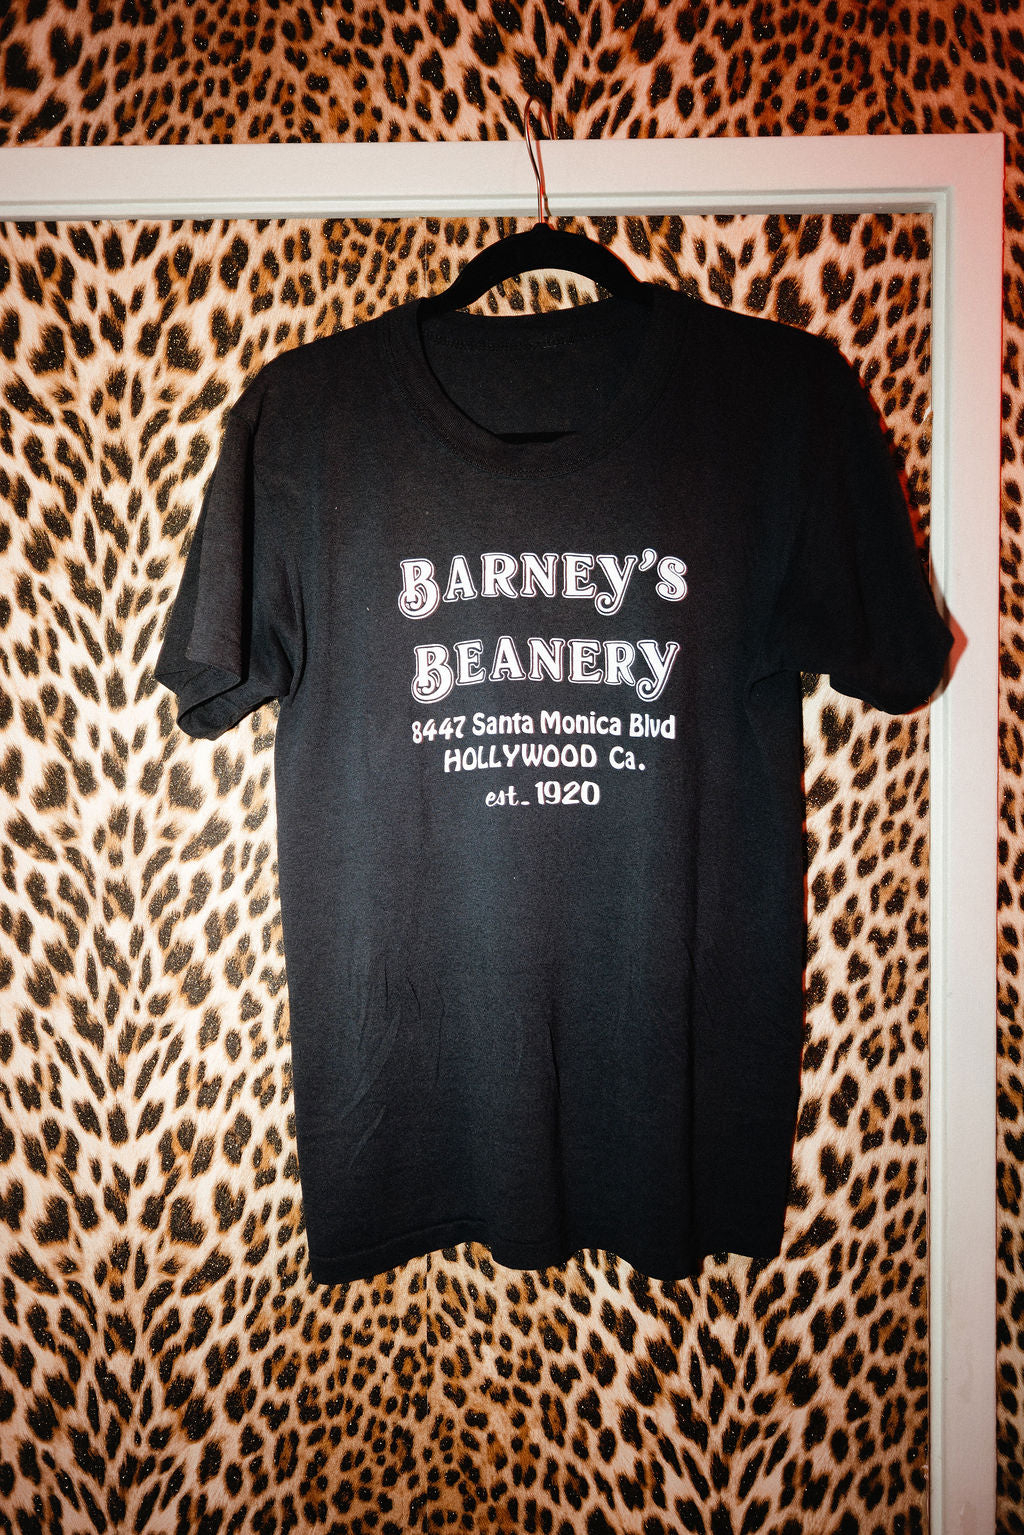 BARNEY'S
BEANERY
8447 Santa Monica Blvd
HOLLYWOOD Ca.
est. 1920